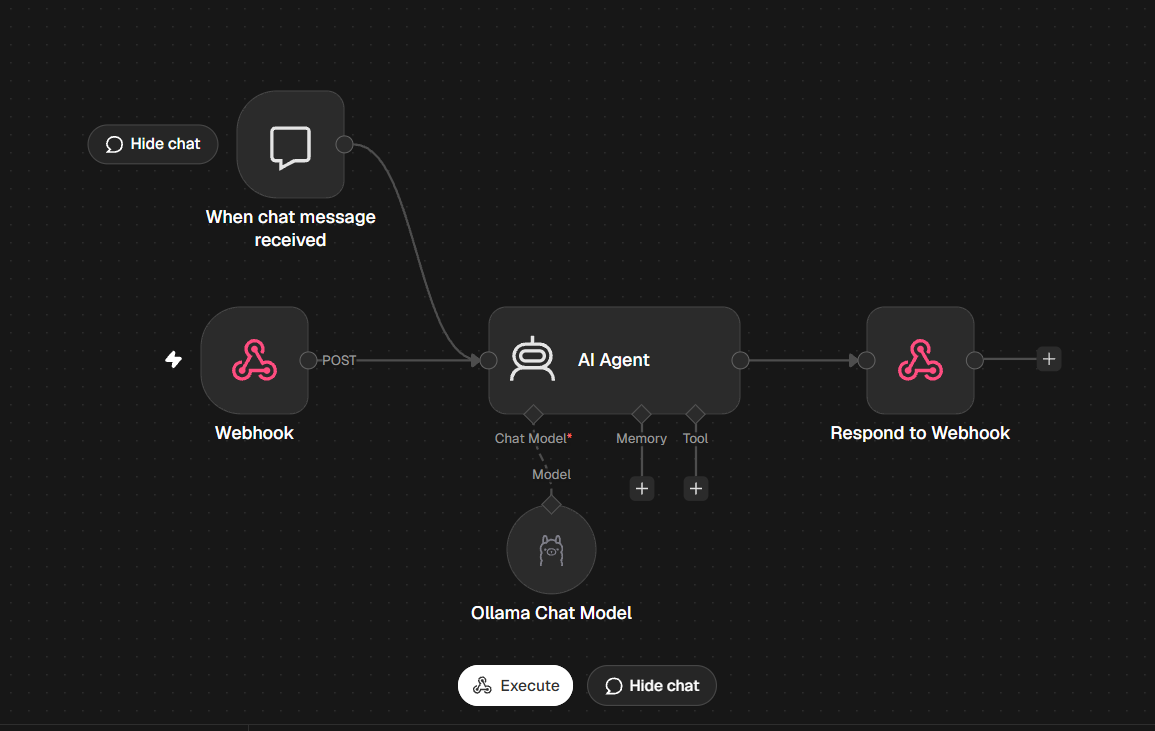 Hide chat
When chat message
received
POST
AI Agent
Webhook
Respond to Webhook
Chat Model*
Memory
Tool
Model
Ollama Chat Model
Execute
Hide chat